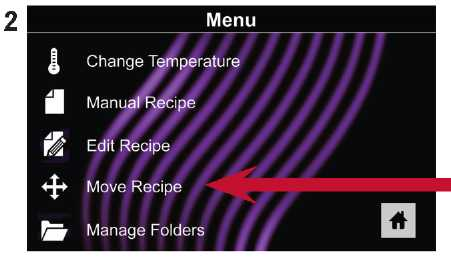 2
Menu
Change Temperature
Manual Recipe
Edit Recipe
Move Recipe
Manage Folders